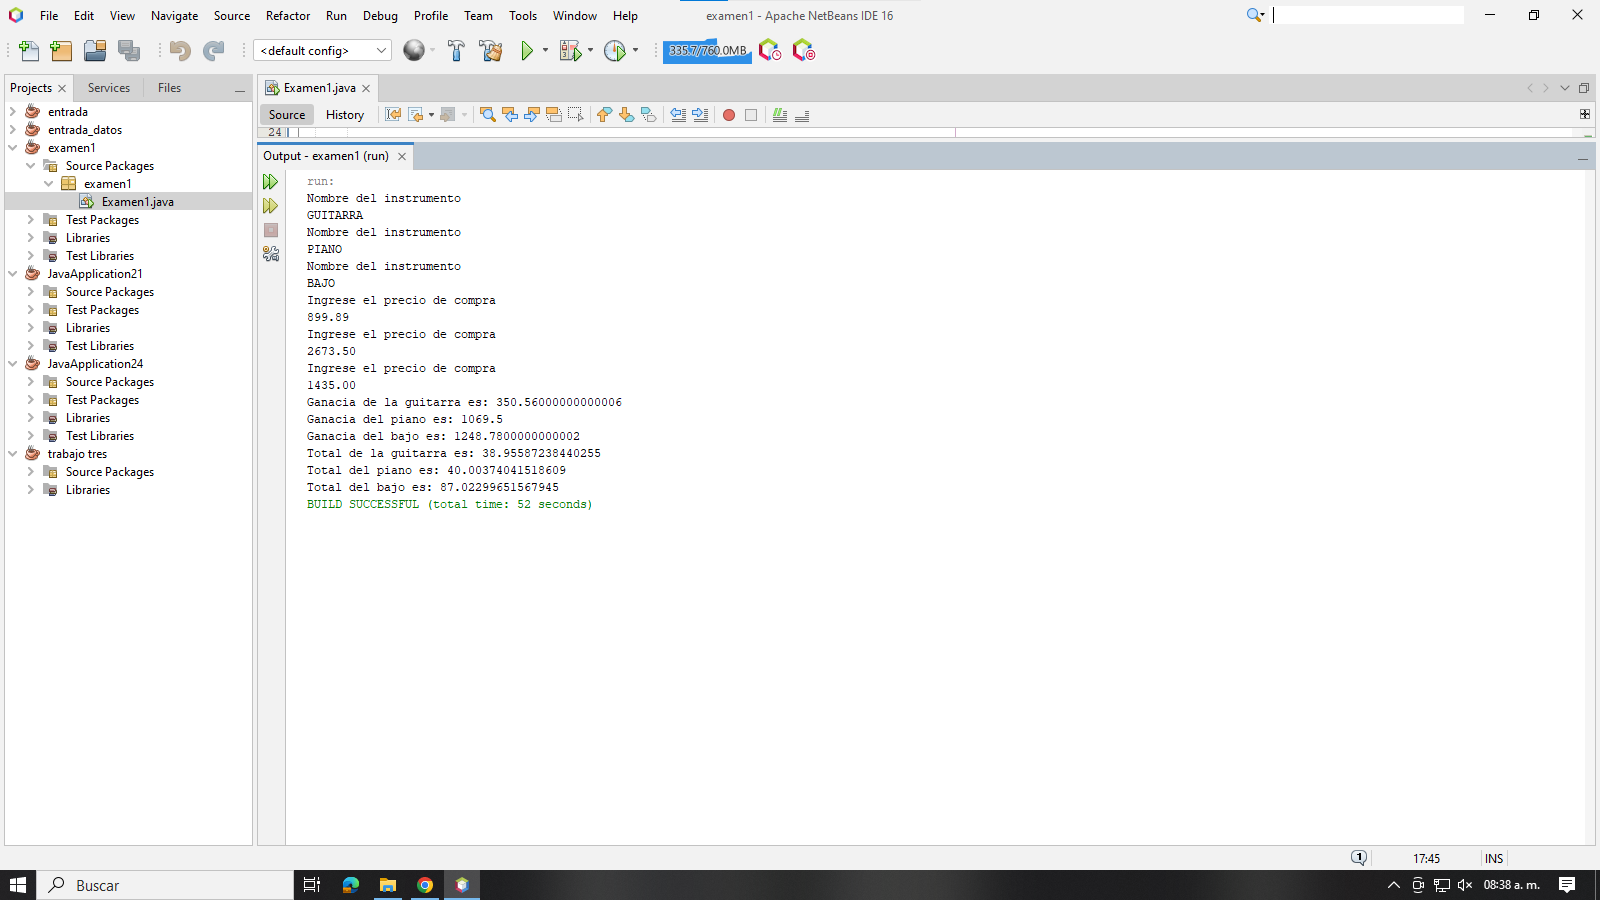 File Edit View Navigate Source Refactor Run Debug Profile Team Tools Window Help
examen1 - Apache NetBeans IDE 16
<default config>
335.7/760.0MB
Projects
Services
Files
entrada
entrada_datos
examen1
Source Packages
examen1
Examen1.java
Test Packages
Libraries
Test Libraries
JavaApplication21
Source Packages
Test Packages
Libraries
Test Libraries
JavaApplication24
Source Packages
Test Packages
Libraries
Test Libraries
trabajo tres
Source Packages
Libraries
Examen1.java
Source History
24
Output - examen1 (run)
run:
Nombre del instrumento
GUITARRA
Nombre del instrumento
PIANO
Nombre del instrumento
BAJO
Ingrese el precio de compra
899.89
Ingrese el precio de compra
2673.50
Ingrese el precio de compra
1435.00
Ganacia de la guitarra es: 350.56000000000006
Ganacia del piano es: 1069.5
Ganacia del bajo es: 1248.7800000000002
Total de la guitarra es: 38.95587238440255
Total del piano es: 40.00374041518609
Total del bajo es: 87.02299651567945
BUILD SUCCESSFUL (total time: 52 seconds)
1
17:45
INS
Buscar
08:38 a. m.